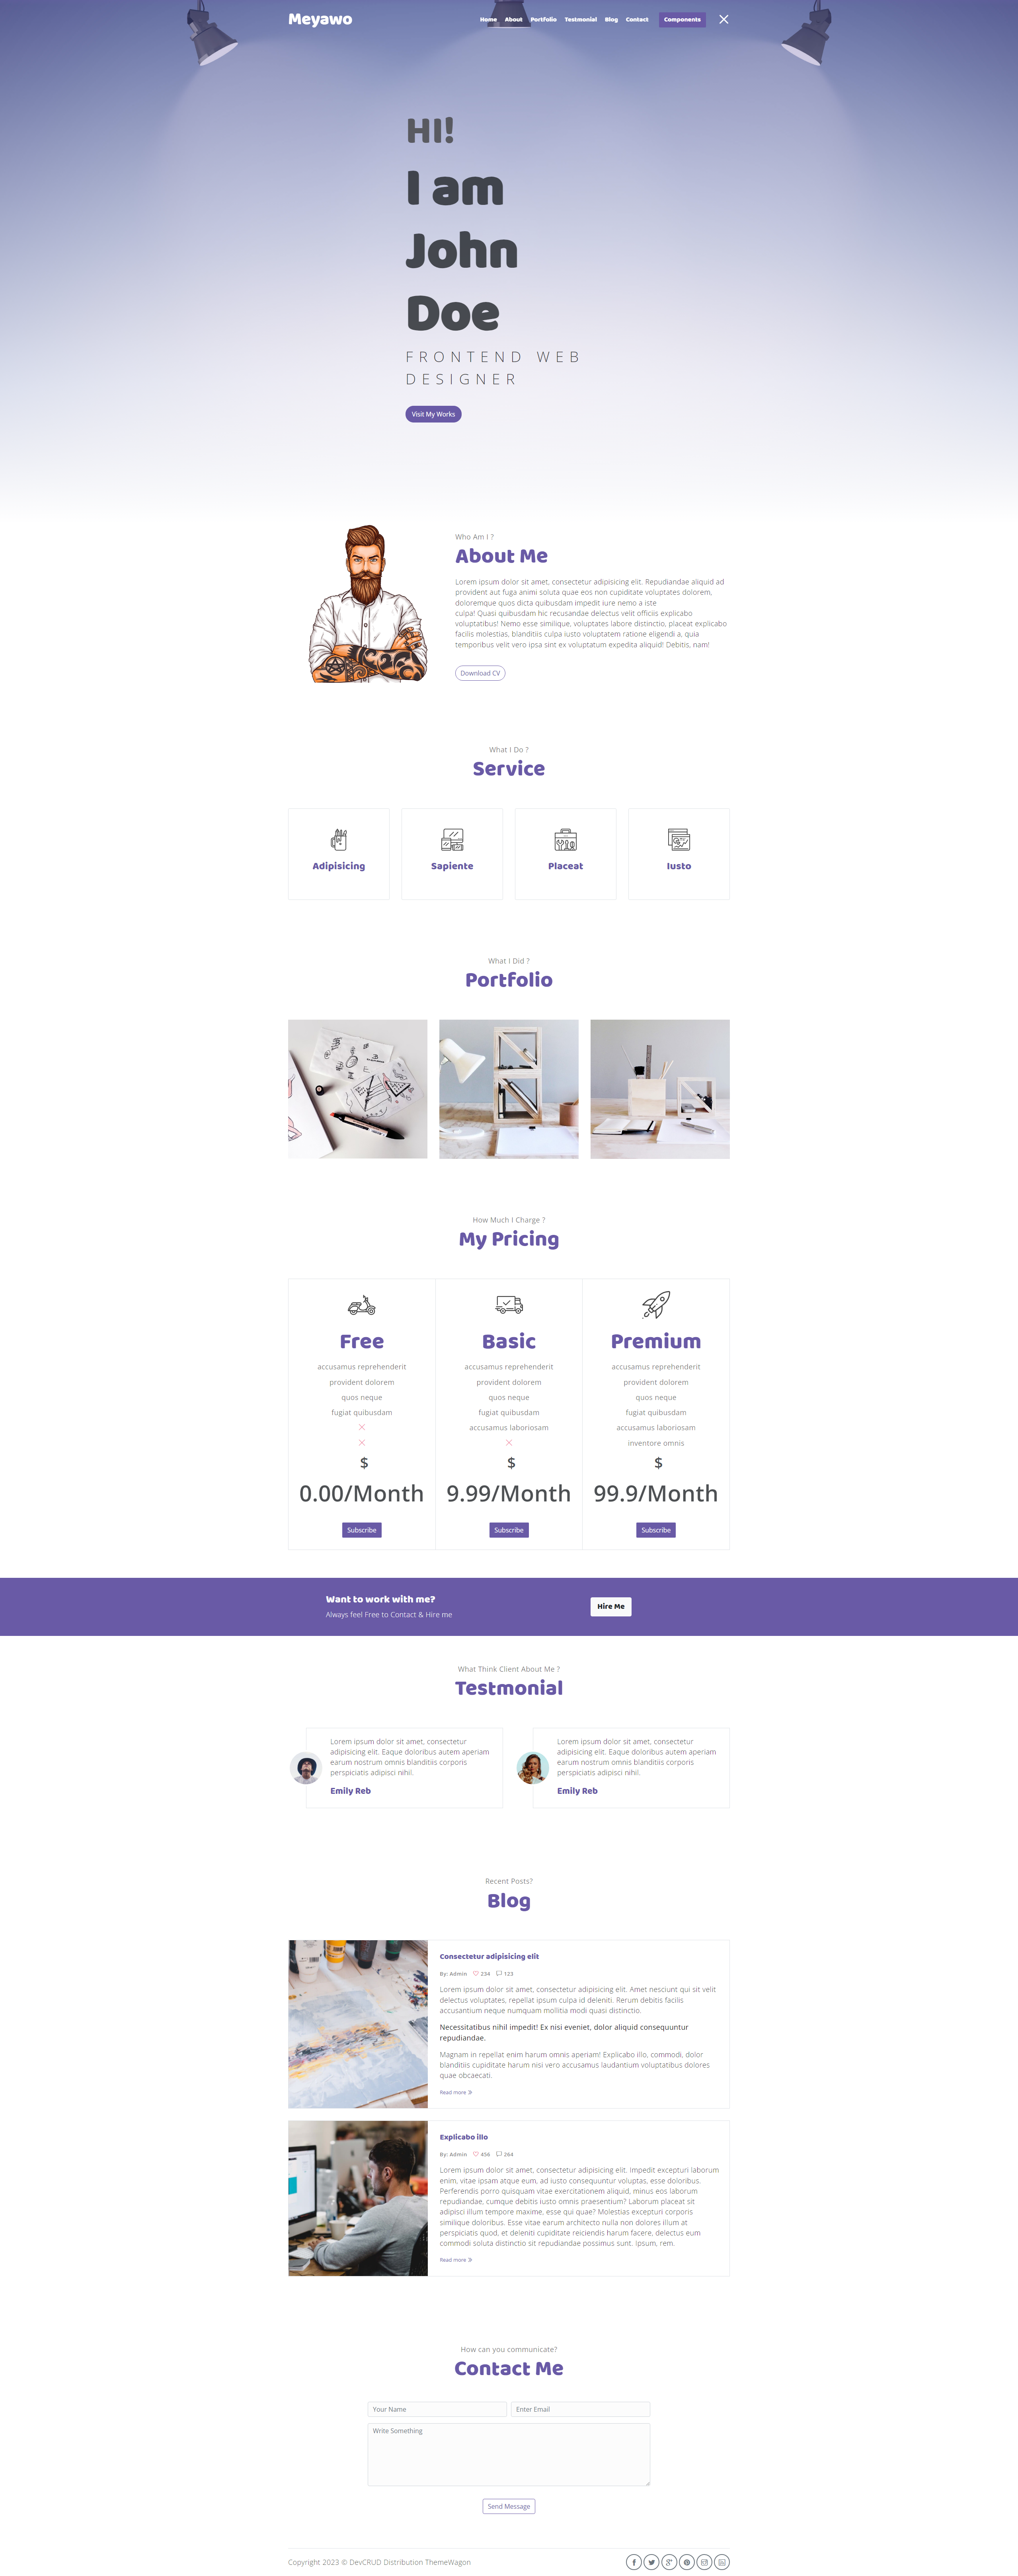 Meyawo
Home About Portfolio Testmonial Blog Contact Components
HI!
I am
John
Doe
FRONTEND WEB
DESIGNER
Visit My Works
Who Am I ?
About Me
Lorem ipsum dolor sit amet, consectetur adipisicing elit. Repudiandae aliquid ad
provident aut fuga animi soluta quae eos non cupiditate voluptates dolorem,
doloremque quos dicta quibusdam impedit iure nemo a iste
culpa! Quasi quibusdam hic recusandae delectus velit officiis explicabo
voluptatibus! Nemo esse similique, voluptates labore distinctio, placeat explicabo
facilis molestias, blanditiis culpa iusto voluptatem ratione eligendi a, quia
temporibus velit vero ipsa sint ex voluptatum expedita aliquid! Debitis, nam!
Download CV
What I Do ?
Service
Adipisicing
Sapiente
Placeat
Iusto
What I Did ?
Portfolio
How Much I Charge ?
My Pricing
Free
accusamus reprehenderit
provident dolorem
quos neque
fugiat quibusdam
$
0.00/Month
Subscribe
Basic
accusamus reprehenderit
provident dolorem
quos neque
fugiat quibusdam
accusamus laboriosam
$
9.99/Month
Subscribe
Premium
accusamus reprehenderit
provident dolorem
quos neque
fugiat quibusdam
accusamus laboriosam
inventore omnis
$
99.9/Month
Subscribe
Want to work with me?
Always feel Free to Contact & Hire me
Hire Me
What Think Client About Me ?
Testmonial
Lorem ipsum dolor sit amet, consectetur
adipisicing elit. Eaque doloribus autem aperiam
earum nostrum omnis blanditiis corporis
perspiciatis adipisci nihil.
Emily Reb
Lorem ipsum dolor sit amet, consectetur
adipisicing elit. Eaque doloribus autem aperiam
earum nostrum omnis blanditiis corporis
perspiciatis adipisci nihil.
Emily Reb
Recent Posts?
Blog
Consectetur adipisicing elit
By: Admin 234 123
Lorem ipsum dolor sit amet, consectetur adipisicing elit. Amet nesciunt qui sit velit
delectus voluptates, repellat ipsum culpa id deleniti. Rerum debitis facilis
accusantium neque numquam mollitia modi quasi distinctio.
Necessitatibus nihil impedit! Ex nisi eveniet, dolor aliquid consequuntur
repudiandae.
Magnam in repellat enim harum omnis aperiam! Explicabo illo, commodi, dolor
blanditiis cupiditate harum nisi vero accusamus laudantium voluptatibus dolores
quae obcaecati.
Read more
Explicabo illo
By: Admin 456 264
Lorem ipsum dolor sit amet, consectetur adipisicing elit. Impedit excepturi laborum
enim, vitae ipsam atque eum, ad iusto consequuntur voluptas, esse doloribus.
Perferendis porro quisquam vitae exercitationem aliquid, minus eos laborum
repudiandae, cumque debitis iusto omnis praesentium? Laborum placeat sit
adipisci illum tempore maxime, esse qui quae? Molestias excepturi corporis
similique doloribus. Esse vitae earum architecto nulla non dolores illum at
perspiciatis quod, et deleniti cupiditate reiciendis harum facere, delectus eum
commodi soluta distinctio sit repudiandae possimus sunt. Ipsum, rem.
Read more
How can you communicate?
Contact Me
Your Name
Enter Email
Write Something
Send Message
Copyright 2023 © DevCRUD Distribution ThemeWagon